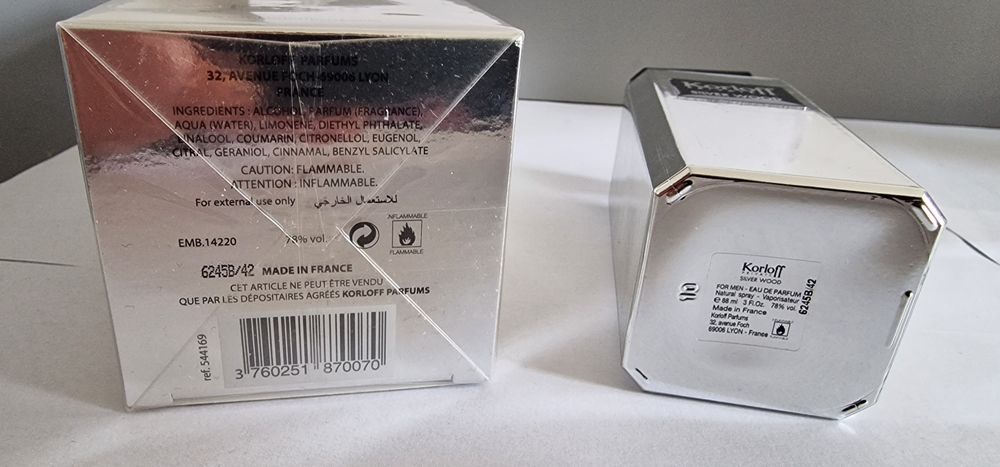 KORLOFF PARFUMS
32, AVENUE FOCH-69006 LYON
FRANCE
INGREDIENTS : ALCOHOL, PARFUM (FRAGRANCE),
AQUA (WATER), LIMONENE, DIETHYL PHTHALATE,
LINALOOL, COUMARIN, CITRONELLOL, EUGENOL,
CITRAL, GERANIOL, CINNAMAL, BENZYL SALICYLATE
CAUTION: FLAMMABLE.
ATTENTION : INFLAMMABLE.
For external use only للاستعمال الخارجي
INFLAMMABLE
EMB.14220 78% vol.
FLAMMABLE
6245B/42 MADE IN FRANCE
CET ARTICLE NE PEUT ÊTRE VENDU
QUE PAR LES DÉPOSITAIRES AGRÉÉS KORLOFF PARFUMS
ref. 544169
3 760251 870070
Korloff
Korloff
SILVER WOOD
FOR MEN - EAU DE PARFUM
Natural spray - Vaporisateur
℮ 88 ml 3 Fl.Oz. 78% vol.
Made in France
Korloff Parfums
32, avenue Foch
69006 LYON - France
6245B/42